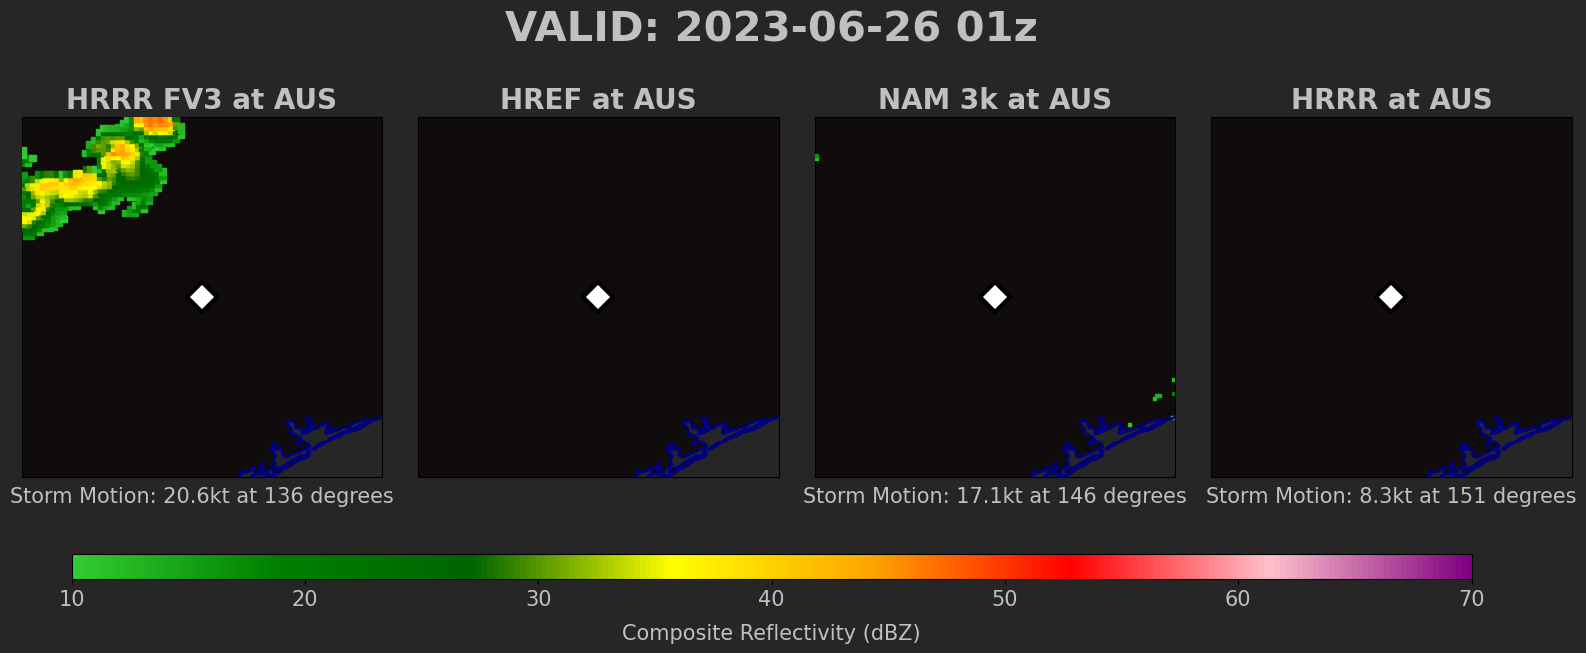 VALID: 2023-06-26 01z
HRRR FV3 at AUS
HREF at AUS
NAM 3k at AUS
HRRR at AUS
Storm Motion: 20.6kt at 136 degrees
Storm Motion: 17.1kt at 146 degrees
Storm Motion: 8.3kt at 151 degrees
10 20 30 40 50 60 70
Composite Reflectivity (dBZ)